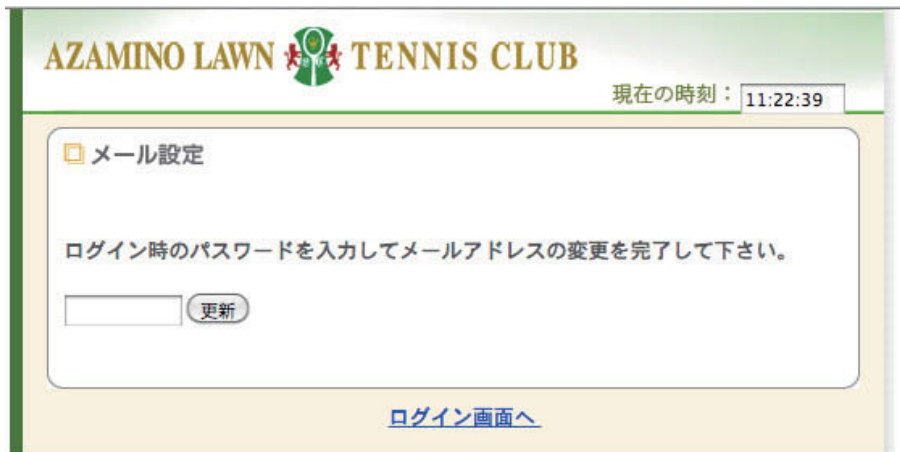 AZAMINO LAWN TENNIS CLUB
現在の時刻：11:22:39
メール設定
ログイン時のパスワードを入力してメールアドレスの変更を完了して下さい。
更新
ログイン画面へ